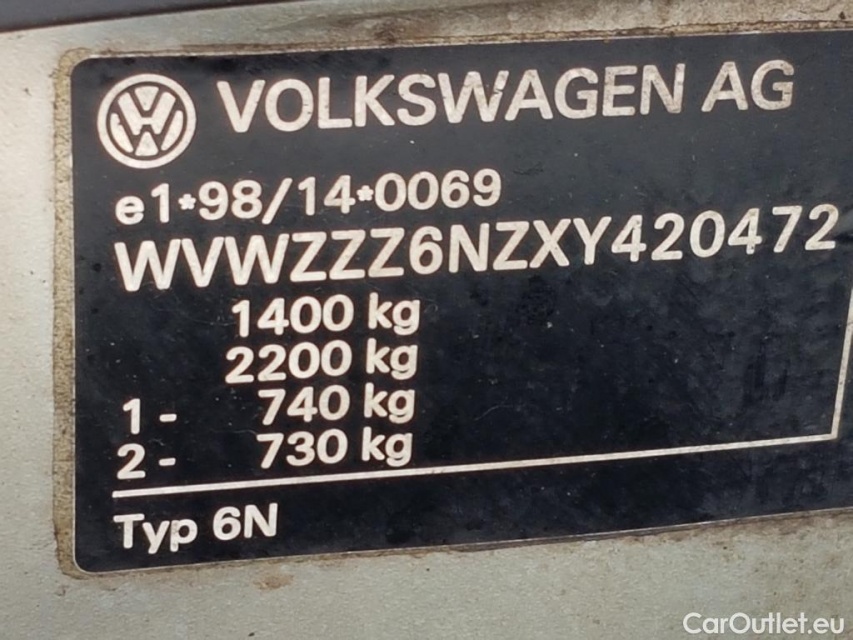 VOLKSWAGEN AG
e1*98/14*0069
WVWZZZ6NZXY420472
1400 kg
2200 kg
1- 740 kg
2- 730 kg
Typ 6N
CarOutlet.eu